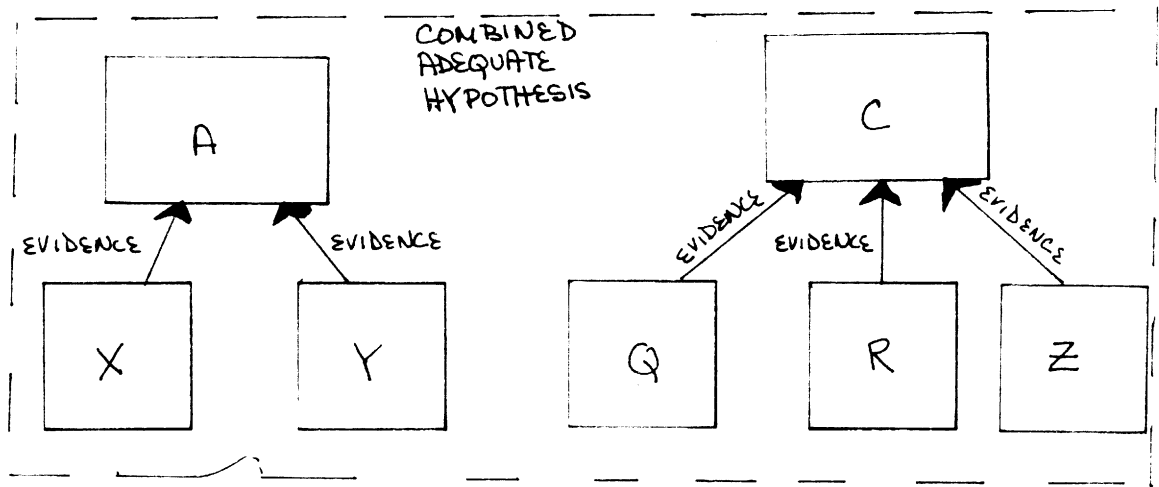 COMBINED
ADEQUATE
HYPOTHESIS
A
C
EVIDENCE
EVIDENCE
EVIDENCE
EVIDENCE
EVIDENCE
X
Y
Q
R
Z